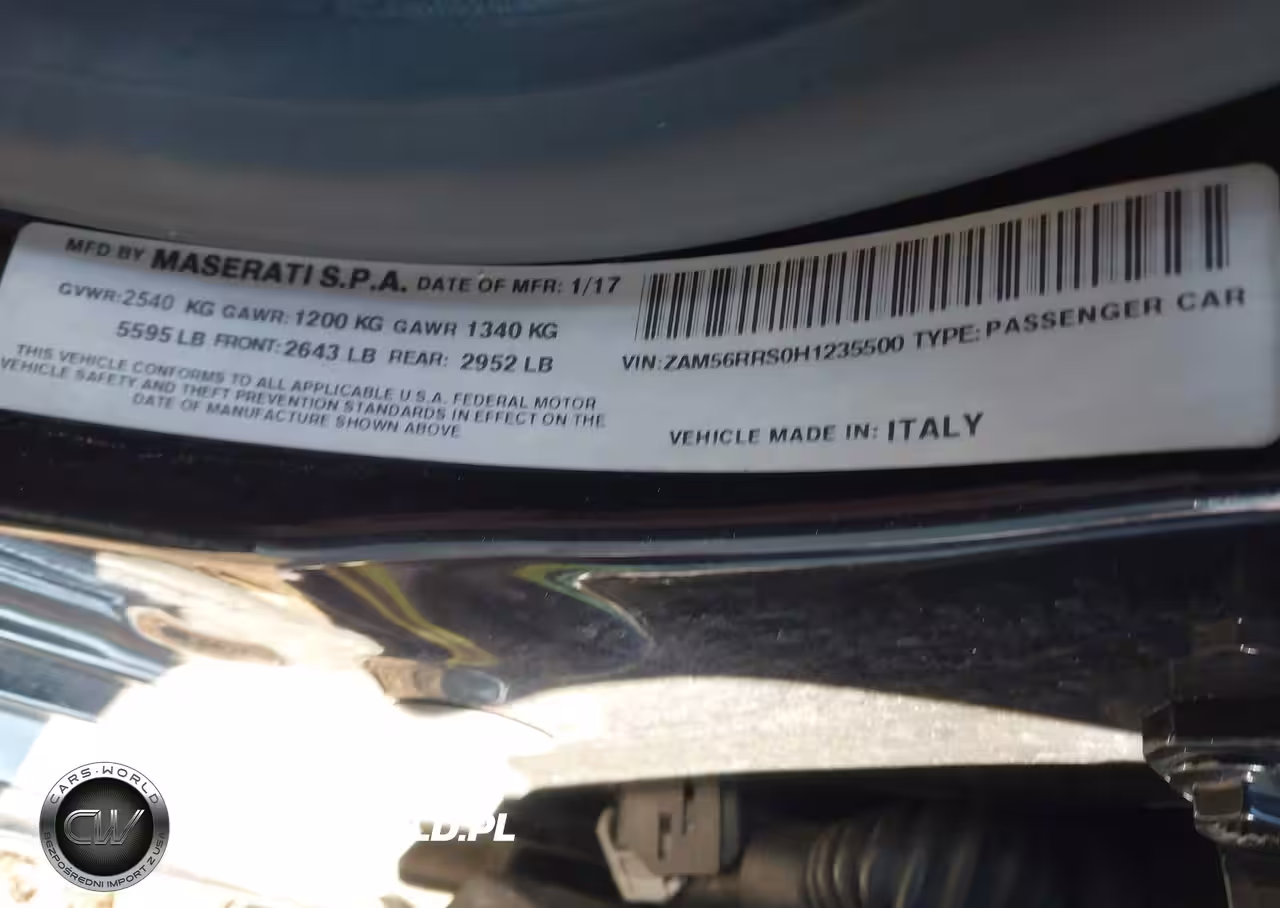 MFD BY MASERATI S.P.A. DATE OF MFR: 1/17
GVWR:2540 KG GAWR: 1200 KG GAWR 1340 KG
5595 LB FRONT: 2643 LB REAR: 2952 LB
THIS VEHICLE CONFORMS TO ALL APPLICABLE U.S.A. FEDERAL MOTOR
VEHICLE SAFETY AND THEFT PREVENTION STANDARDS IN EFFECT ON THE
DATE OF MANUFACTURE SHOWN ABOVE
VIN: ZAM56RRS0H1235500 TYPE: PASSENGER CAR
VEHICLE MADE IN: ITALY
CARS-WORLD
CW
BEZPOŚREDNI IMPORT Z USA
LD.PL